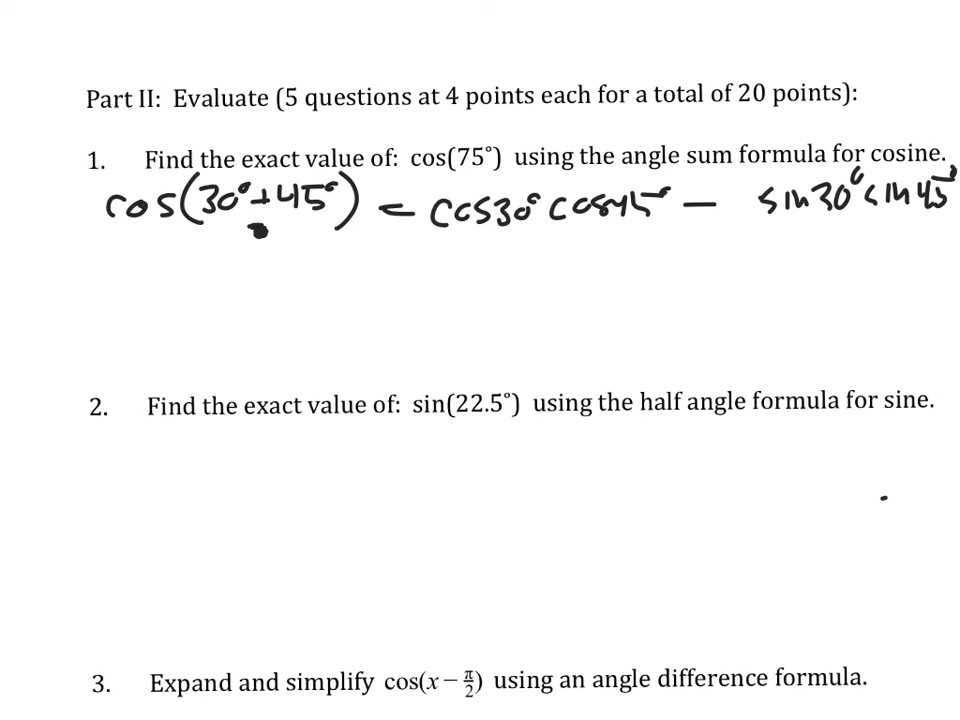 Part II: Evaluate (5 questions at 4 points each for a total of 20 points):
1. Find the exact value of: cos(75°) using the angle sum formula for cosine.
cos(30°+45°) = cos30°cos45° − sin30°sin45°
2. Find the exact value of: sin(22.5°) using the half angle formula for sine.
3. Expand and simplify cos(x − π/2) using an angle difference formula.